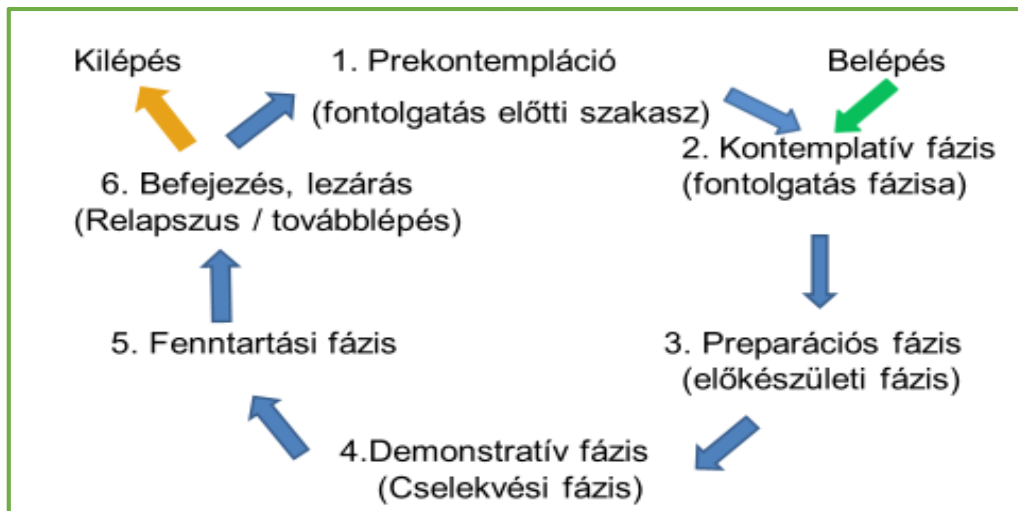 Kilépés
1. Prekontempláció
(fontolgatás előtti szakasz)
Belépés
2. Kontemplatív fázis
(fontolgatás fázisa)
3. Preparációs fázis
(előkészületi fázis)
4.Demonstratív fázis
(Cselekvési fázis)
5. Fenntartási fázis
6. Befejezés, lezárás
(Relapszus / továbblépés)